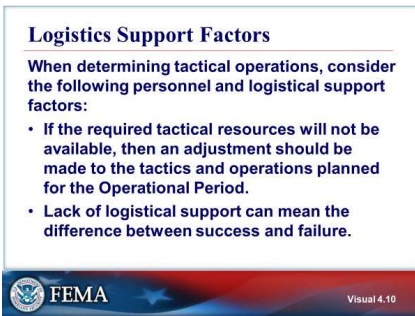 Logistics Support Factors
When determining tactical operations, consider
the following personnel and logistical support
factors:
• If the required tactical resources will not be
available, then an adjustment should be
made to the tactics and operations planned
for the Operational Period.
• Lack of logistical support can mean the
difference between success and failure.
FEMA
Visual 4.10